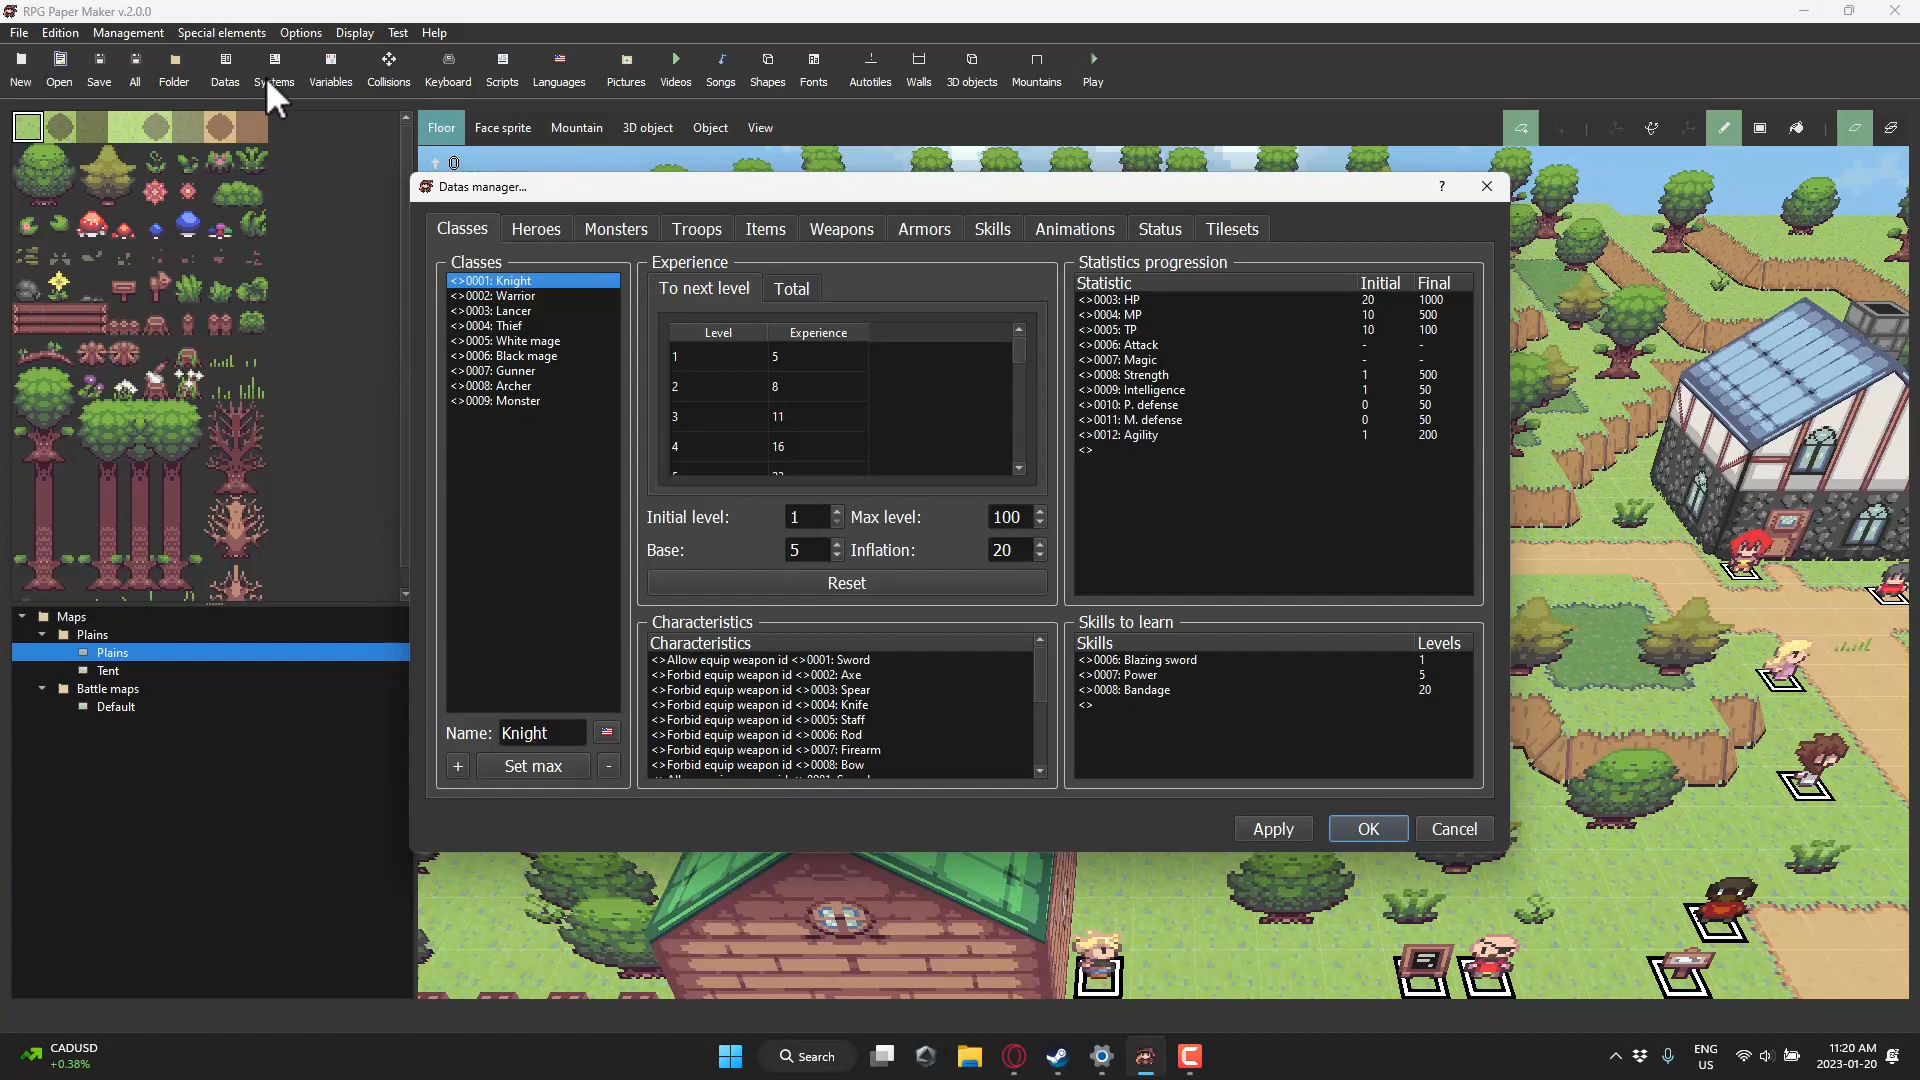 RPG Paper Maker v.2.0.0
File Edition Management Special elements Options Display Test Help
New Open Save All Folder Datas Systems Variables Collisions Keyboard Scripts Languages Pictures Videos Songs Shapes Fonts Autotiles Walls 3D objects Mountains Play
Floor Face sprite Mountain 3D object Object View
0
Datas manager...
?
Classes Heroes Monsters Troops Items Weapons Armors Skills Animations Status Tilesets
Classes
<>0001: Knight
<>0002: Warrior
<>0003: Lancer
<>0004: Thief
<>0005: White mage
<>0006: Black mage
<>0007: Gunner
<>0008: Archer
<>0009: Monster
Name: Knight
+ Set max -
Experience
To next level Total
Level Experience
1 5
2 8
3 11
4 16
Initial level: 1 Max level: 100
Base: 5 Inflation: 20
Reset
Statistics progression
Statistic Initial Final
<>0003: HP 20 1000
<>0004: MP 10 500
<>0005: TP 10 100
<>0006: Attack - -
<>0007: Magic - -
<>0008: Strength 1 500
<>0009: Intelligence 1 50
<>0010: P. defense 0 50
<>0011: M. defense 0 50
<>0012: Agility 1 200
<>
Characteristics
Characteristics
<>Allow equip weapon id <>0001: Sword
<>Forbid equip weapon id <>0002: Axe
<>Forbid equip weapon id <>0003: Spear
<>Forbid equip weapon id <>0004: Knife
<>Forbid equip weapon id <>0005: Staff
<>Forbid equip weapon id <>0006: Rod
<>Forbid equip weapon id <>0007: Firearm
<>Forbid equip weapon id <>0008: Bow
Skills to learn
Skills Levels
<>0006: Blazing sword 1
<>0007: Power 5
<>0008: Bandage 20
<>
Apply OK Cancel
Maps
Plains
Plains
Tent
Battle maps
Default
CADUSD
+0.38%
Search
ENG
US
11:20 AM
2023-01-20